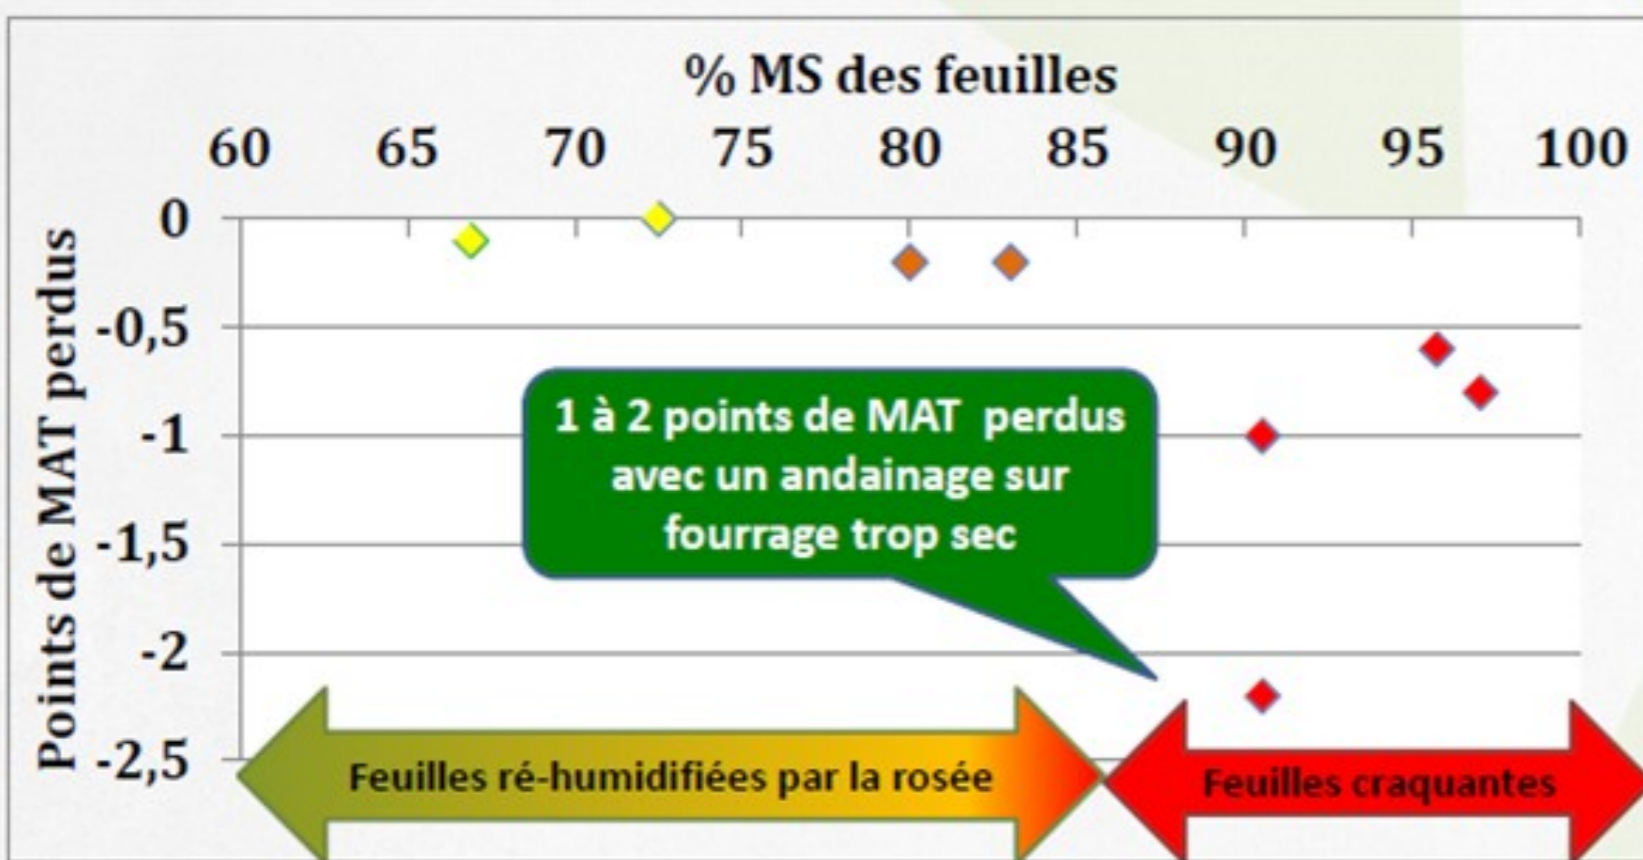 % MS des feuilles
60 65 70 75 80 85 90 95 100
Points de MAT perdus
0
-0,5
-1
-1,5
-2
-2,5
1 à 2 points de MAT perdus
avec un andainage sur
fourrage trop sec
Feuilles ré-humidifiées par la rosée
Feuilles craquantes